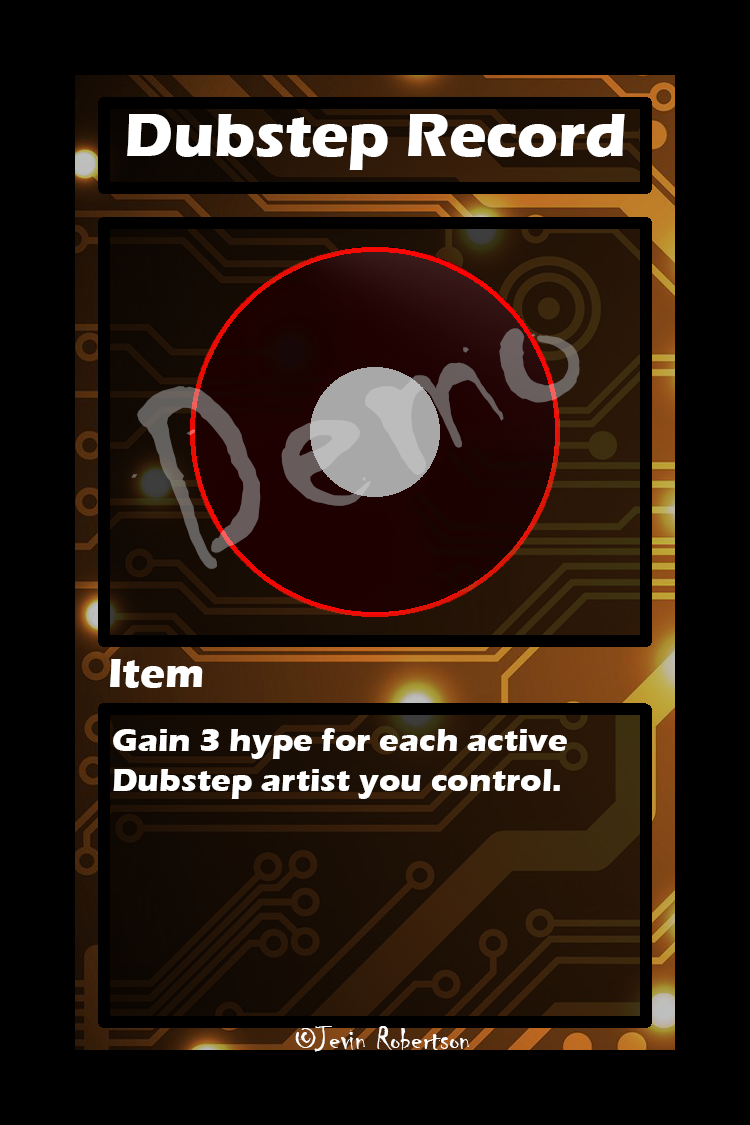 Dubstep Record
Demo
Item
Gain 3 hype for each active
Dubstep artist you control.
©Jevin Robertson